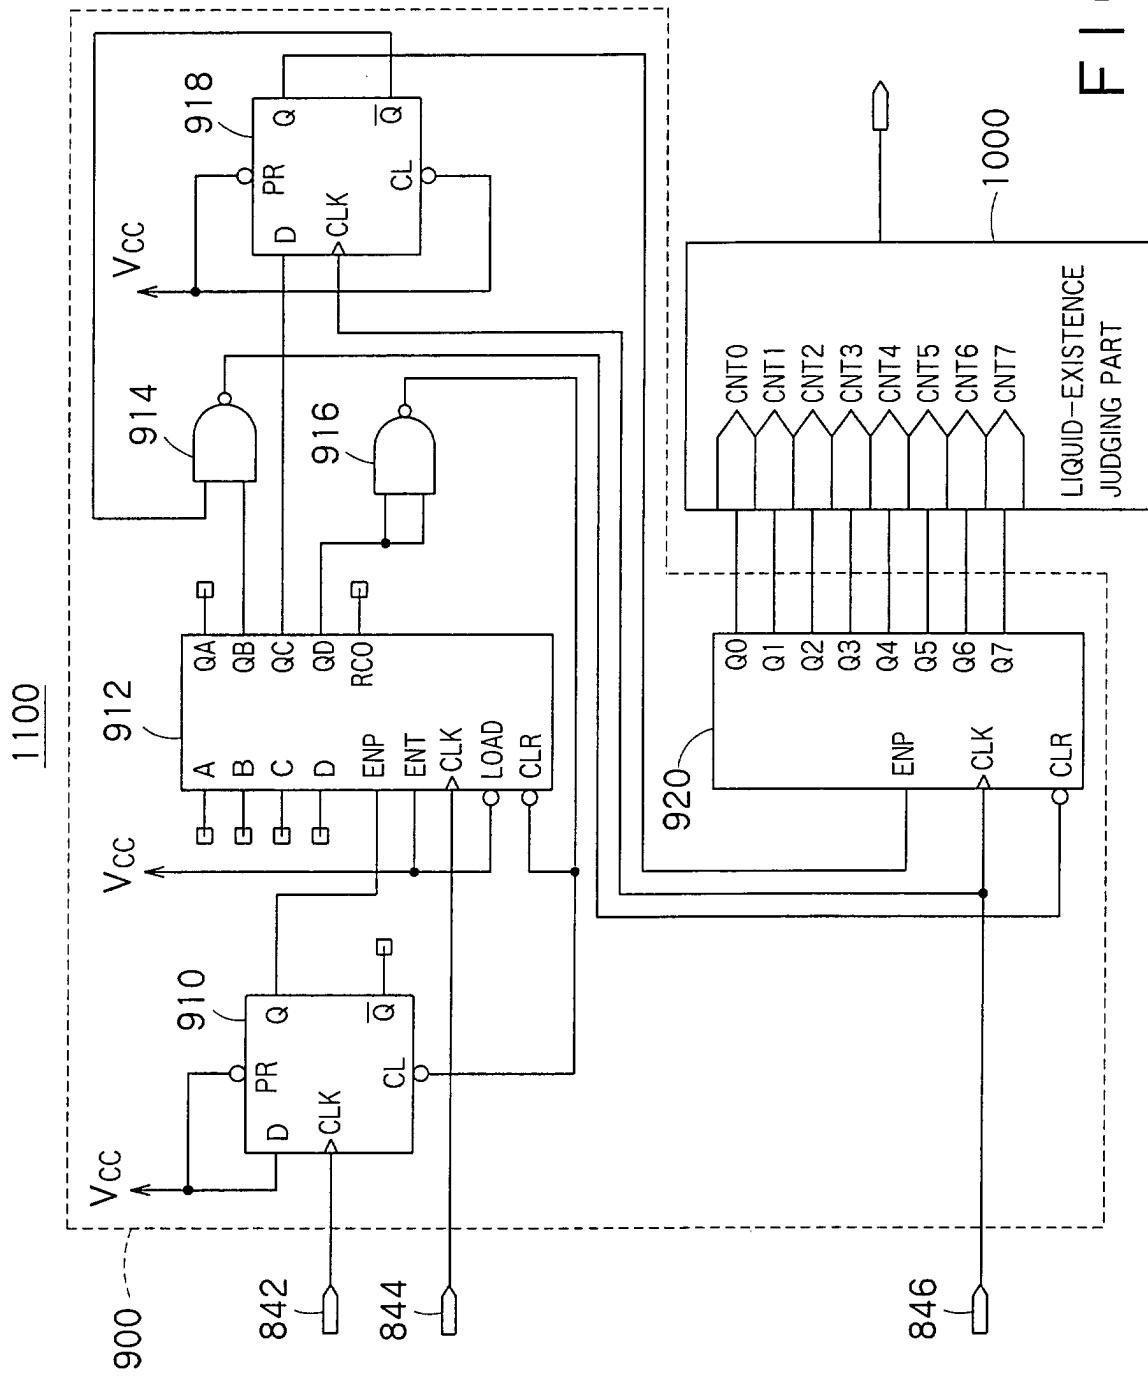 1100
900
842
844
846
VCC
910
D
PR
CLK
CL
Q
Q
VCC
912
A
B
C
D
ENP
ENT
CLK
LOAD
CLR
QA
QB
QC
QD
RCO
914
916
VCC
918
D
PR
CLK
CL
Q
Q
920
ENP
CLK
CLR
Q0
Q1
Q2
Q3
Q4
Q5
Q6
Q7
CNT0
CNT1
CNT2
CNT3
CNT4
CNT5
CNT6
CNT7
LIQUID-EXISTENCE
JUDGING PART
1000